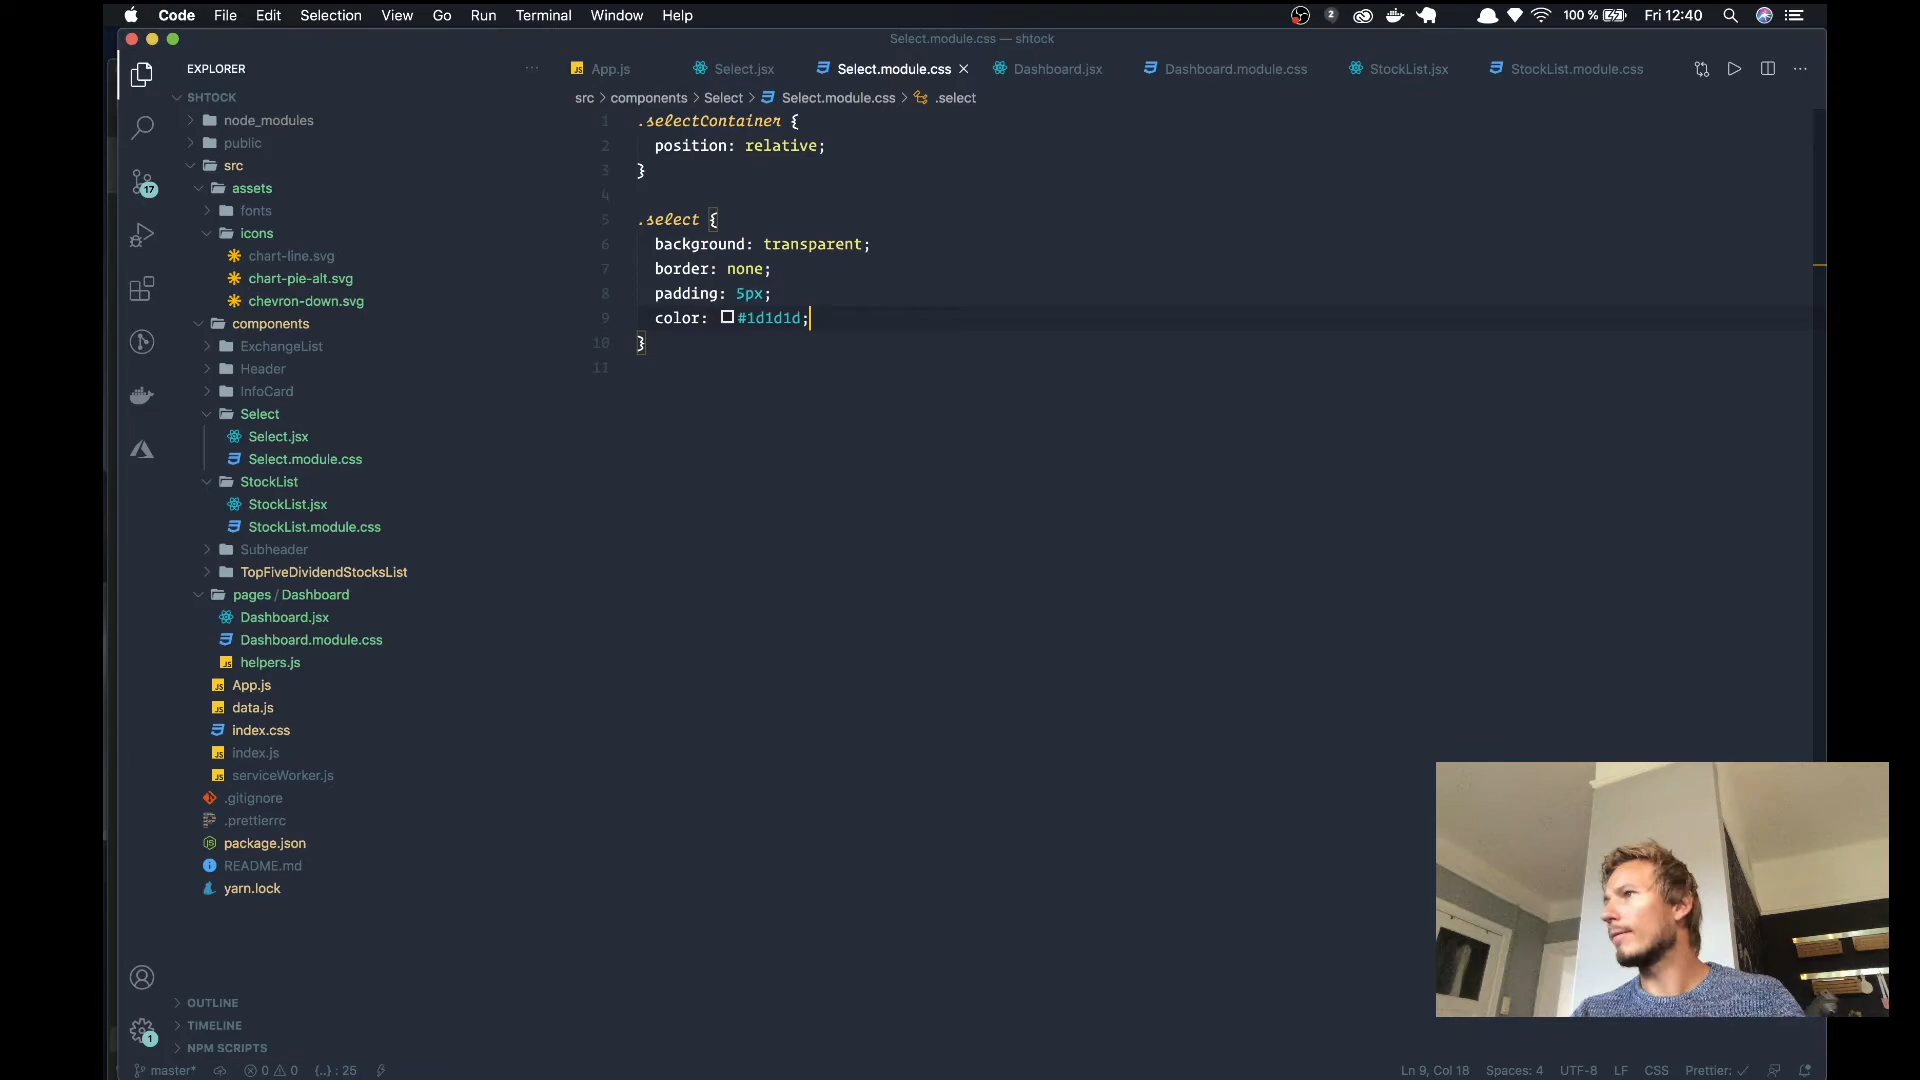 Code File Edit Selection View Go Run Terminal Window Help
2
100 %
Fri 12:40
Select.module.css — shtock
EXPLORER
App.js
Select.jsx
Select.module.css
Dashboard.jsx
Dashboard.module.css
StockList.jsx
StockList.module.css
src > components > Select > Select.module.css > .select
SHTOCK
node_modules
public
src
assets
fonts
icons
chart-line.svg
chart-pie-alt.svg
chevron-down.svg
components
ExchangeList
Header
InfoCard
Select
Select.jsx
Select.module.css
StockList
StockList.jsx
StockList.module.css
Subheader
TopFiveDividendStocksList
pages / Dashboard
Dashboard.jsx
Dashboard.module.css
helpers.js
App.js
data.js
index.css
index.js
serviceWorker.js
.gitignore
.prettierrc
package.json
README.md
yarn.lock
OUTLINE
TIMELINE
NPM SCRIPTS
17
1
1 .selectContainer {
2 position: relative;
3 }
4
5 .select {
6 background: transparent;
7 border: none;
8 padding: 5px;
9 color: #1d1d1d;
10 }
11
master*
0 0
{..} : 25
Ln 9, Col 18
Spaces: 4
UTF-8
LF
CSS
Prettier: ✓